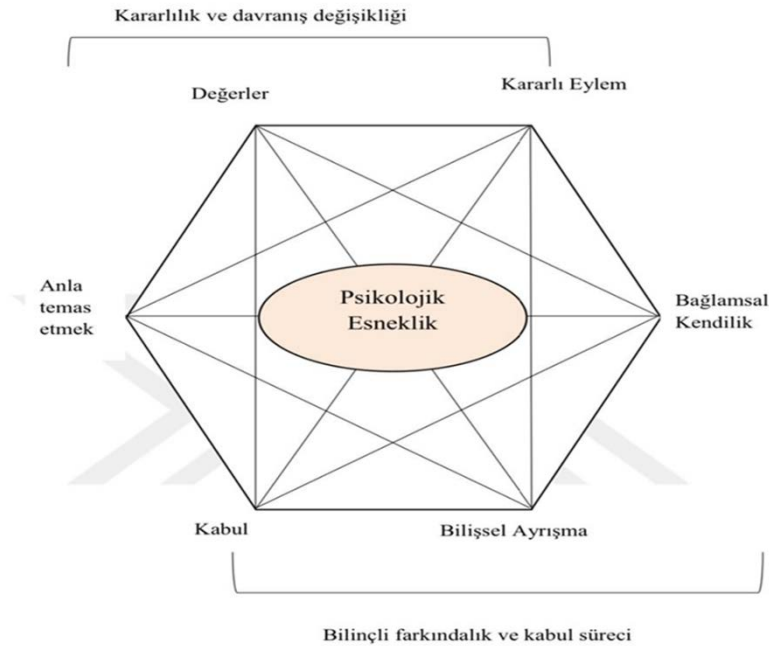 Kararlılık ve davranış değişikliği
Değerler
Kararlı Eylem
Anla
temas
etmek
Psikolojik
Esneklik
Bağlamsal
Kendilik
Kabul
Bilişsel Ayrışma
Bilinçli farkındalık ve kabul süreci